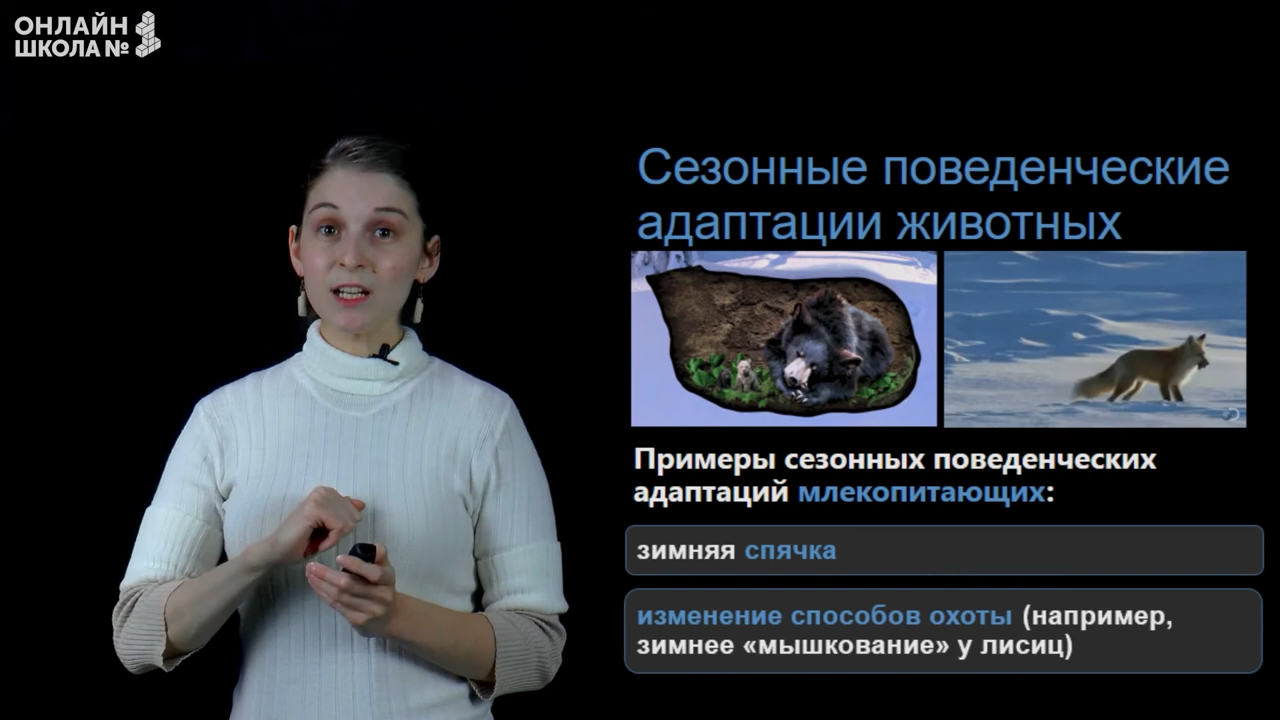 ОНЛАЙН
ШКОЛА №
Сезонные поведенческие
адаптации животных
Примеры сезонных поведенческих
адаптаций млекопитающих:
зимняя спячка
изменение способов охоты (например,
зимнее «мышкование» у лисиц)